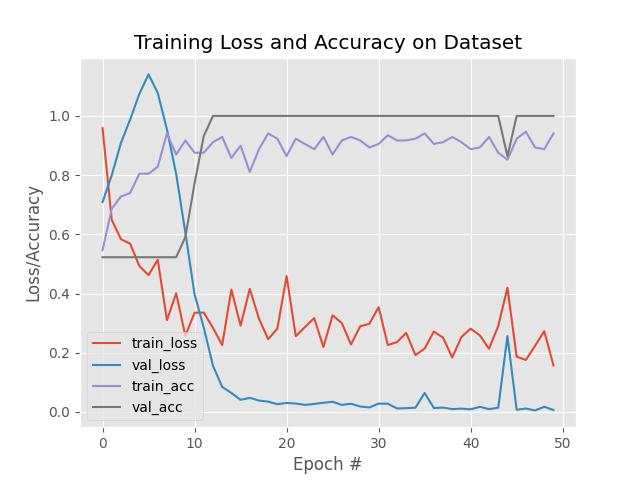 Training Loss and Accuracy on Dataset
Loss/Accuracy
1.0
0.8
0.6
0.4
0.2
0.0
train_loss
val_loss
train_acc
val_acc
0 10 20 30 40 50
Epoch #